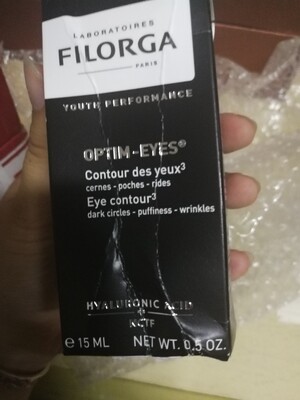 LABORATOIRES
FILORGA
PARIS
YOUTH PERFORMANCE
OPTIM-EYES®
Contour des yeux³
cernes - poches - rides
Eye contour³
dark circles - puffiness - wrinkles
HYALURONIC ACID
NCTF
℮ 15 ML NET WT. 0.5 OZ.